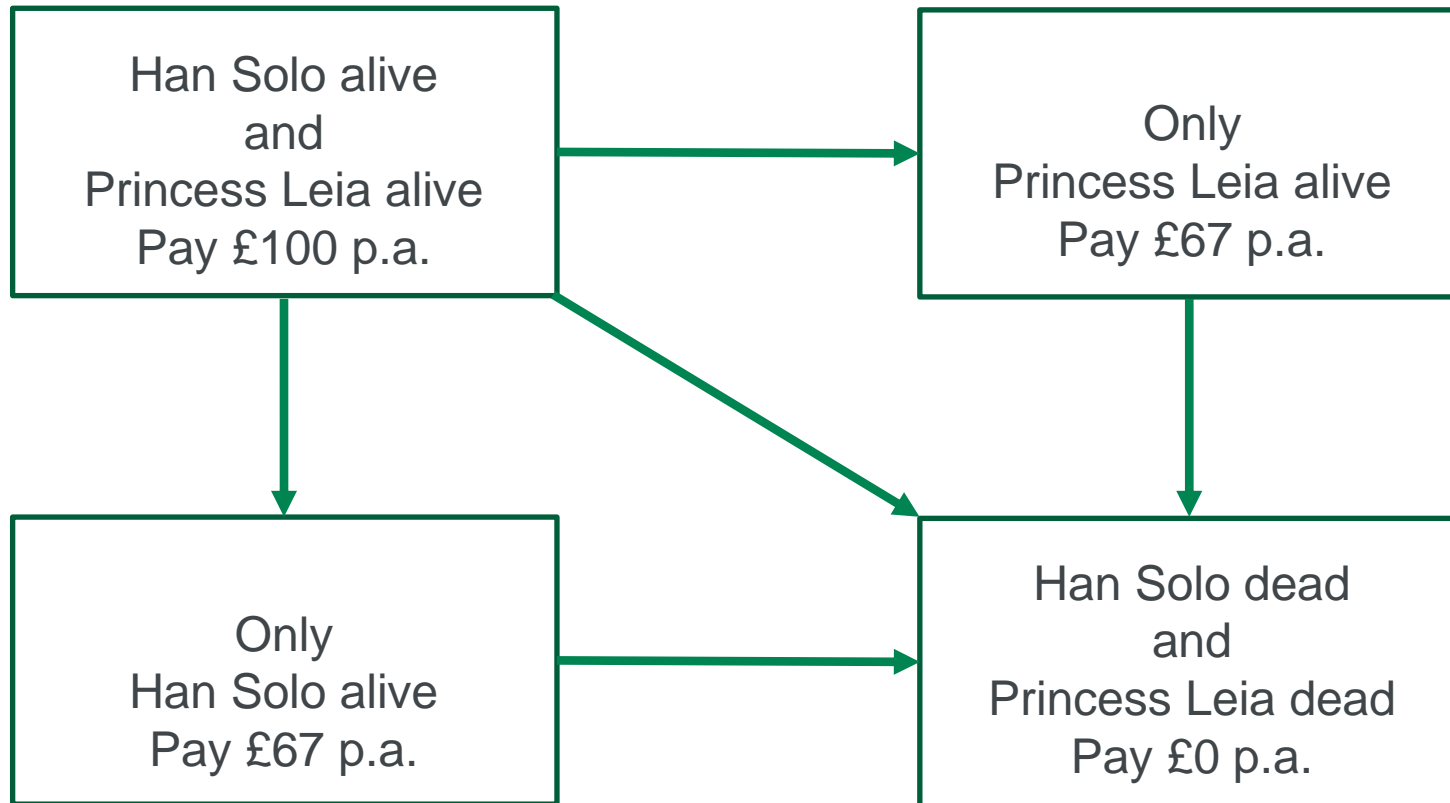 Han Solo alive
and
Princess Leia alive
Pay £100 p.a.
Only
Princess Leia alive
Pay £67 p.a.
Only
Han Solo alive
Pay £67 p.a.
Han Solo dead
and
Princess Leia dead
Pay £0 p.a.